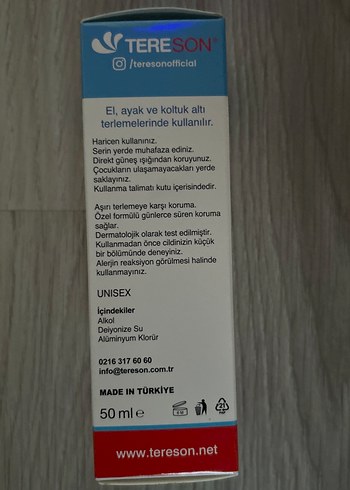 TERESON®
/teresonofficial
El, ayak ve koltuk altı
terlemelerinde kullanılır.
Haricen kullanınız.
Serin yerde muhafaza ediniz.
Direkt güneş ışığından koruyunuz.
Çocukların ulaşamayacakları yerde
saklayınız.
Kullanma talimatı kutu içerisindedir.
Aşırı terlemeye karşı koruma.
Özel formülü günlerce süren koruma
sağlar.
Dermatolojik olarak test edilmiştir.
Kullanmadan önce cildinizin küçük
bir bölümünde deneyiniz.
Alerjin reaksiyon görülmesi halinde
kullanmayınız.
UNISEX
İçindekiler
Alkol
Deiyonize Su
Alüminyum Klorür
0216 317 60 60
info@tereson.com.tr
MADE IN TÜRKİYE
50 ml e
www.tereson.net